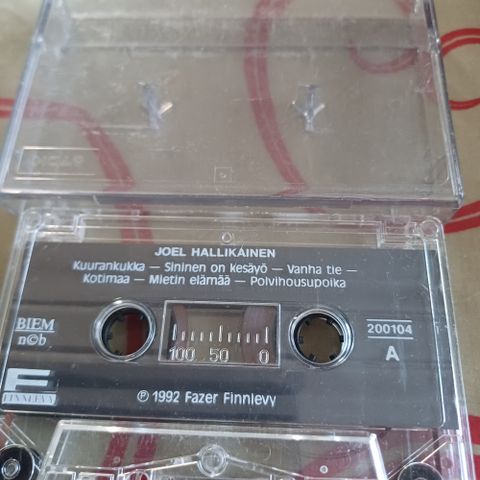 JOEL HALLIKAINEN
Kuurankukka — Sininen on kesäyö — Vanha tie —
Kotimaa — Mietin elämää — Polvihousupoika
BIEM
n©b
200104
A
100 50 0
F
FINNLEVY
℗ 1992 Fazer Finnlevy